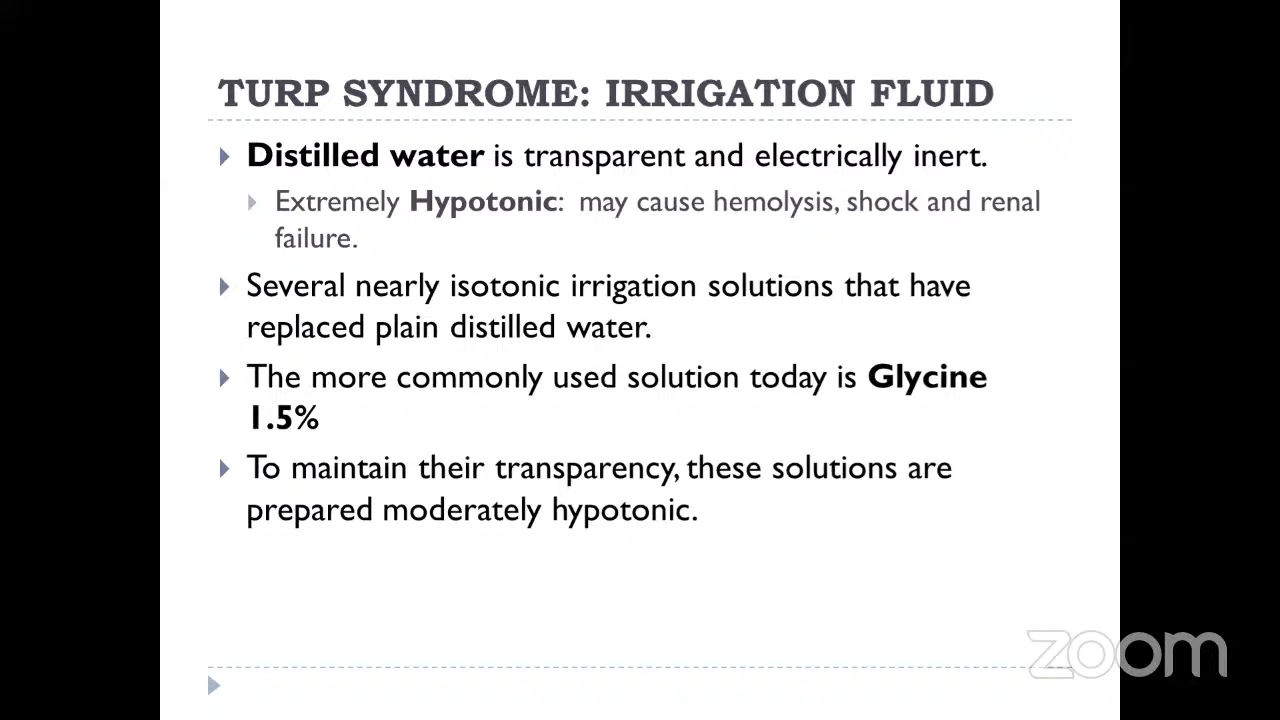 TURP SYNDROME: IRRIGATION FLUID
Distilled water is transparent and electrically inert.
Extremely Hypotonic: may cause hemolysis, shock and renal
failure.
Several nearly isotonic irrigation solutions that have
replaced plain distilled water.
The more commonly used solution today is Glycine
1.5%
To maintain their transparency, these solutions are
prepared moderately hypotonic.
zoom